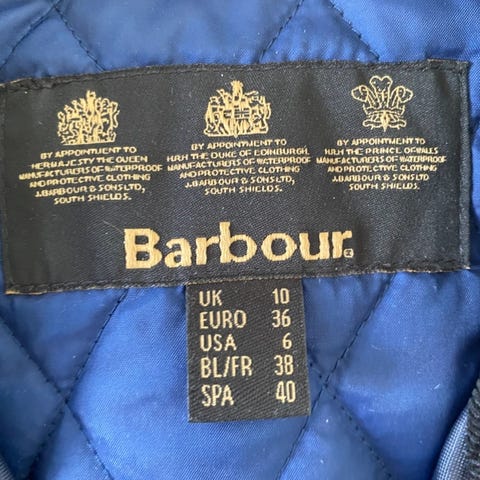 BY APPOINTMENT TO
HER MAJESTY THE QUEEN
MANUFACTURERS OF WATERPROOF
AND PROTECTIVE CLOTHING
J.BARBOUR & SONS LTD,
SOUTH SHIELDS.
BY APPOINTMENT TO
H.R.H THE DUKE OF EDINBURGH,
MANUFACTURERS OF WATERPROOF
AND PROTECTIVE CLOTHING
J.BARBOUR & SONS LTD,
SOUTH SHIELDS.
BY APPOINTMENT TO
H.R.H THE PRINCE OF WALES
MANUFACTURERS OF WATERPROOF
AND PROTECTIVE CLOTHING
J.BARBOUR & SONS LTD,
SOUTH SHIELDS.
Barbour
UK 10
EURO 36
USA 6
BL/FR 38
SPA 40